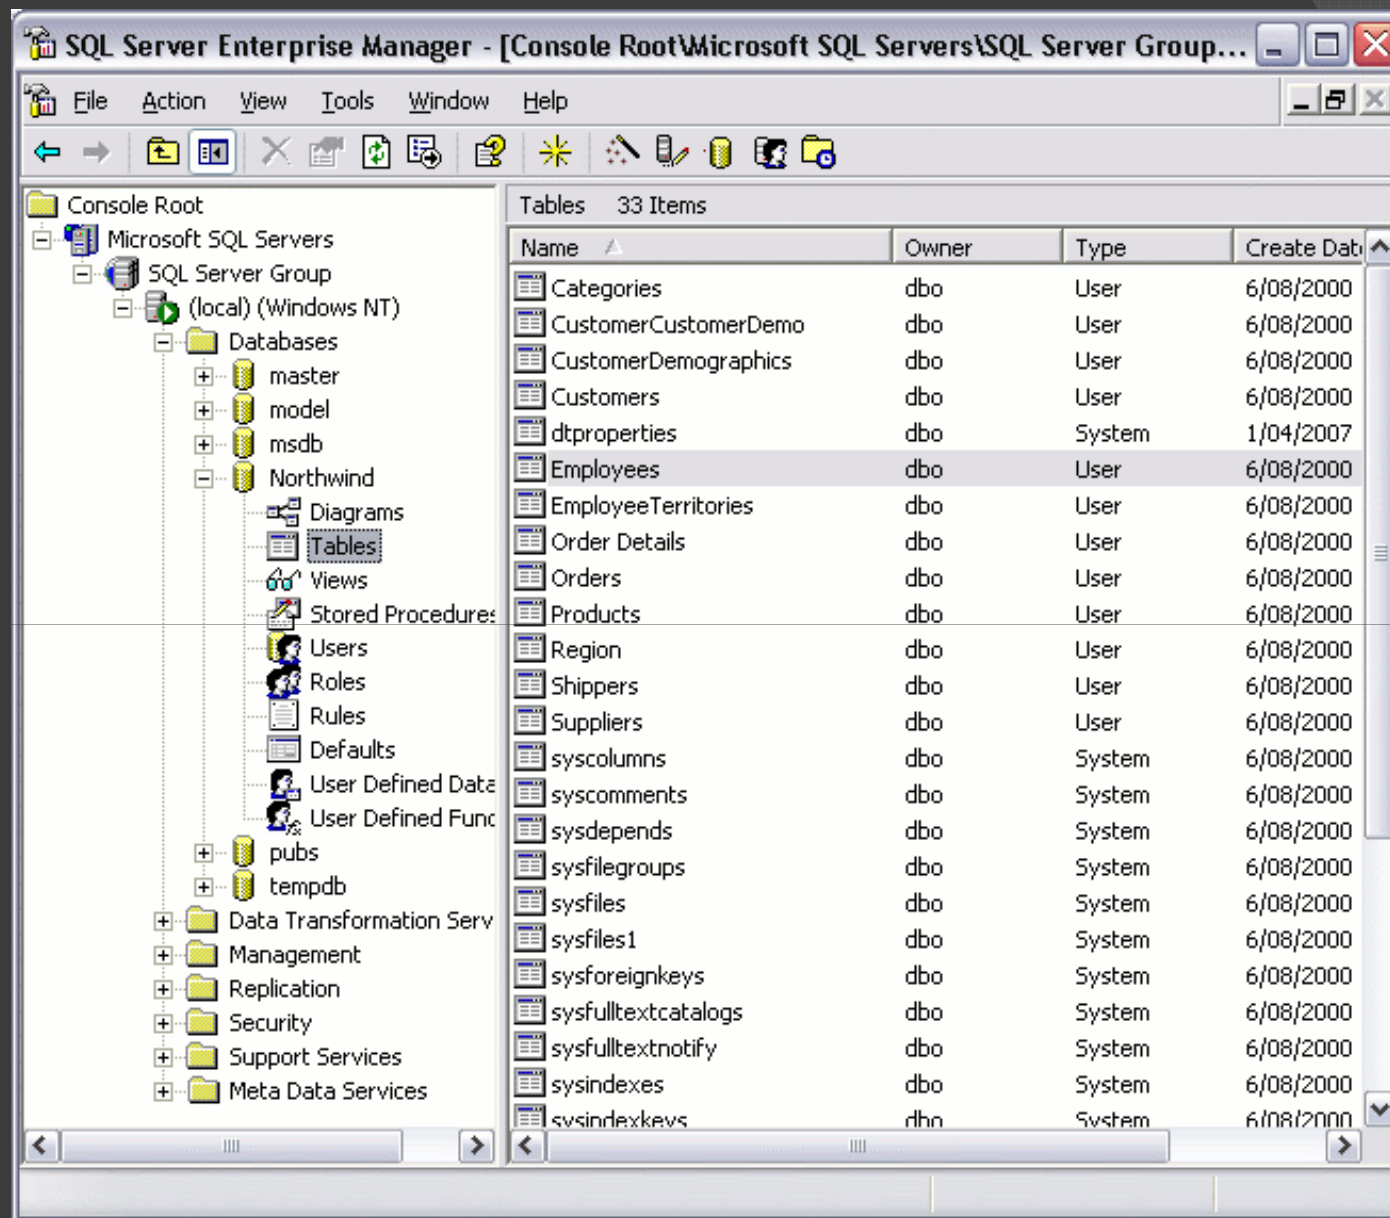 SQL Server Enterprise Manager - [Console Root\Microsoft SQL Servers\SQL Server Group...
File Action View Tools Window Help
Console Root
Microsoft SQL Servers
SQL Server Group
(local) (Windows NT)
Databases
master
model
msdb
Northwind
Diagrams
Tables
Views
Stored Procedures
Users
Roles
Rules
Defaults
User Defined Data
User Defined Func
pubs
tempdb
Data Transformation Serv
Management
Replication
Security
Support Services
Meta Data Services
Tables 33 Items
Name Owner Type Create Dat
Categories dbo User 6/08/2000
CustomerCustomerDemo dbo User 6/08/2000
CustomerDemographics dbo User 6/08/2000
Customers dbo User 6/08/2000
dtproperties dbo System 1/04/2007
Employees dbo User 6/08/2000
EmployeeTerritories dbo User 6/08/2000
Order Details dbo User 6/08/2000
Orders dbo User 6/08/2000
Products dbo User 6/08/2000
Region dbo User 6/08/2000
Shippers dbo User 6/08/2000
Suppliers dbo User 6/08/2000
syscolumns dbo System 6/08/2000
syscomments dbo System 6/08/2000
sysdepends dbo System 6/08/2000
sysfilegroups dbo System 6/08/2000
sysfiles dbo System 6/08/2000
sysfiles1 dbo System 6/08/2000
sysforeignkeys dbo System 6/08/2000
sysfulltextcatalogs dbo System 6/08/2000
sysfulltextnotify dbo System 6/08/2000
sysindexes dbo System 6/08/2000
sysindexkeys dbo System 6/08/2000